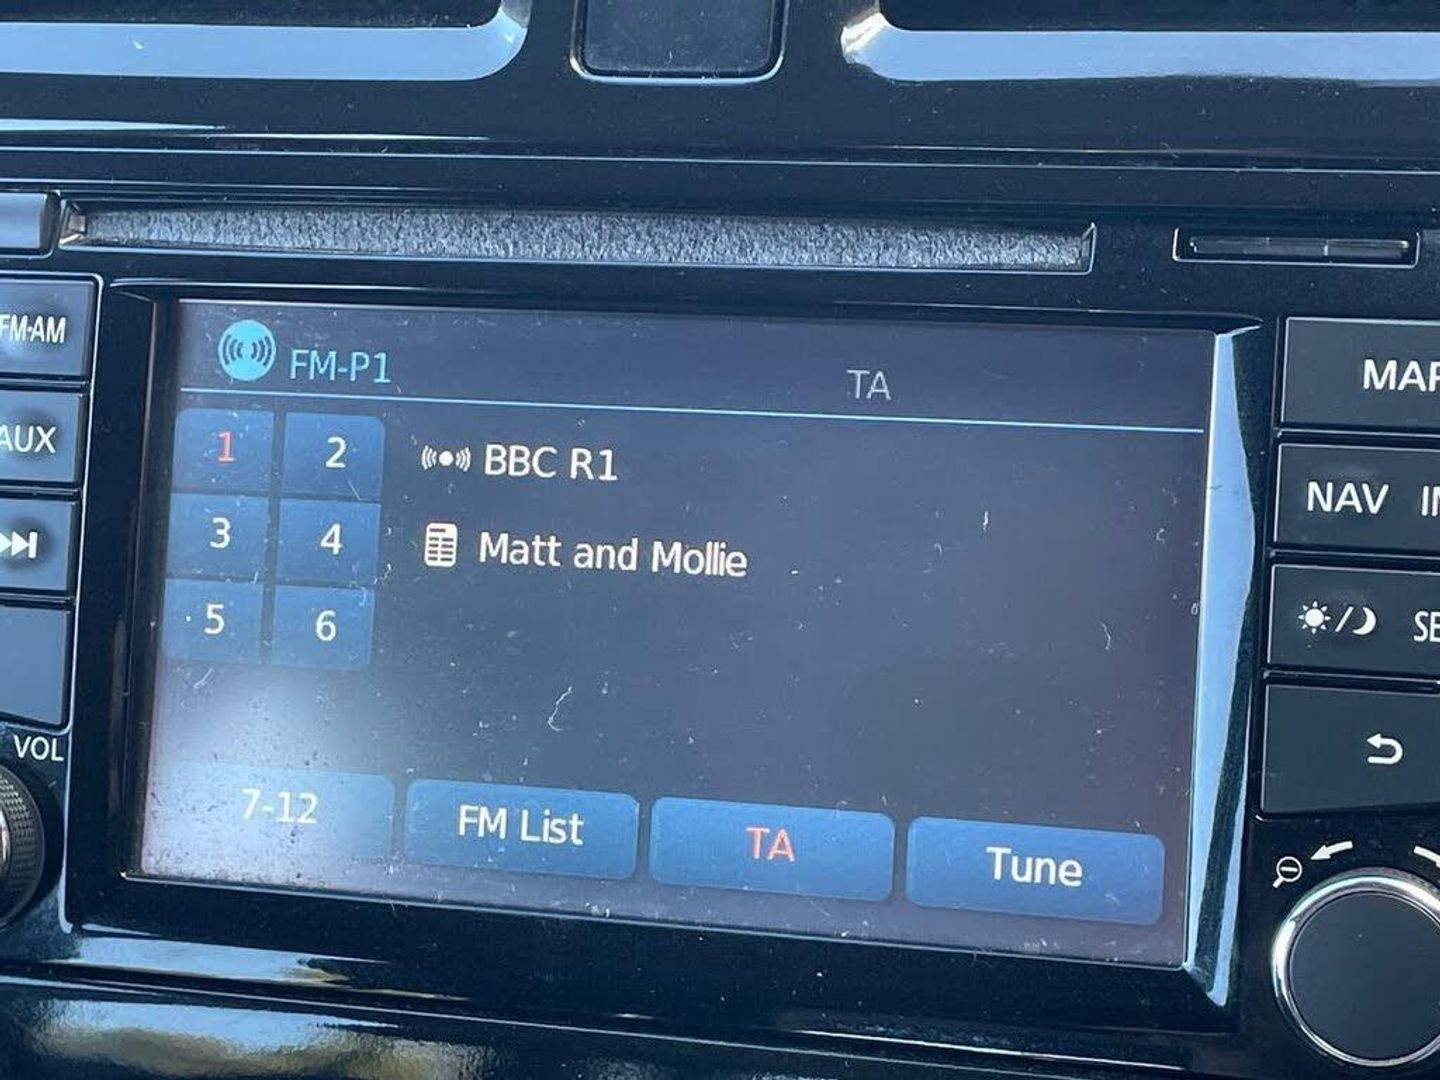 FM-P1
TA
FM-AM
AUX
VOL
1 2
3 4
5 6
BBC R1
Matt and Mollie
7-12
FM List
TA
Tune
NAV